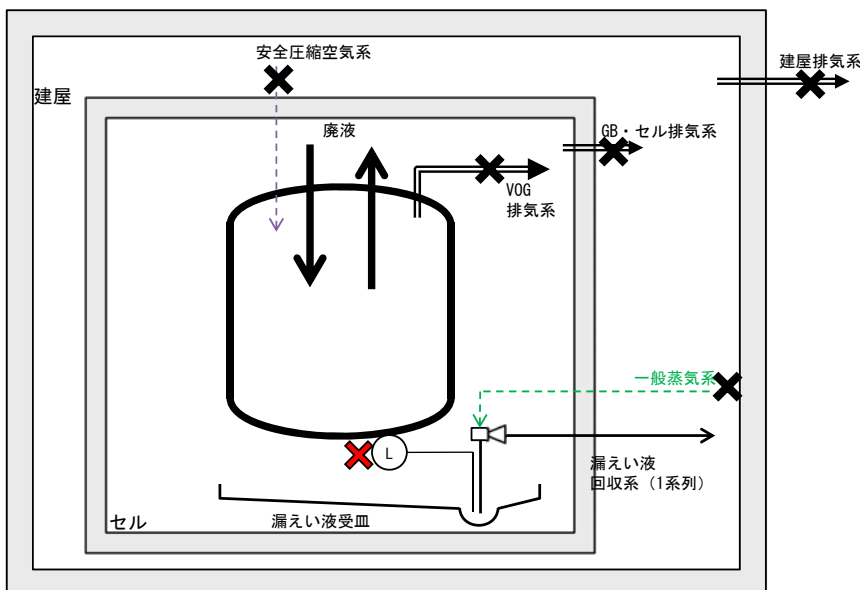 安全圧縮空気系
建屋排気系
建屋
廃液
GB・セル排気系
VOG
排気系
一般蒸気系
L
漏えい液
回収系（1系列）
漏えい液受皿
セル